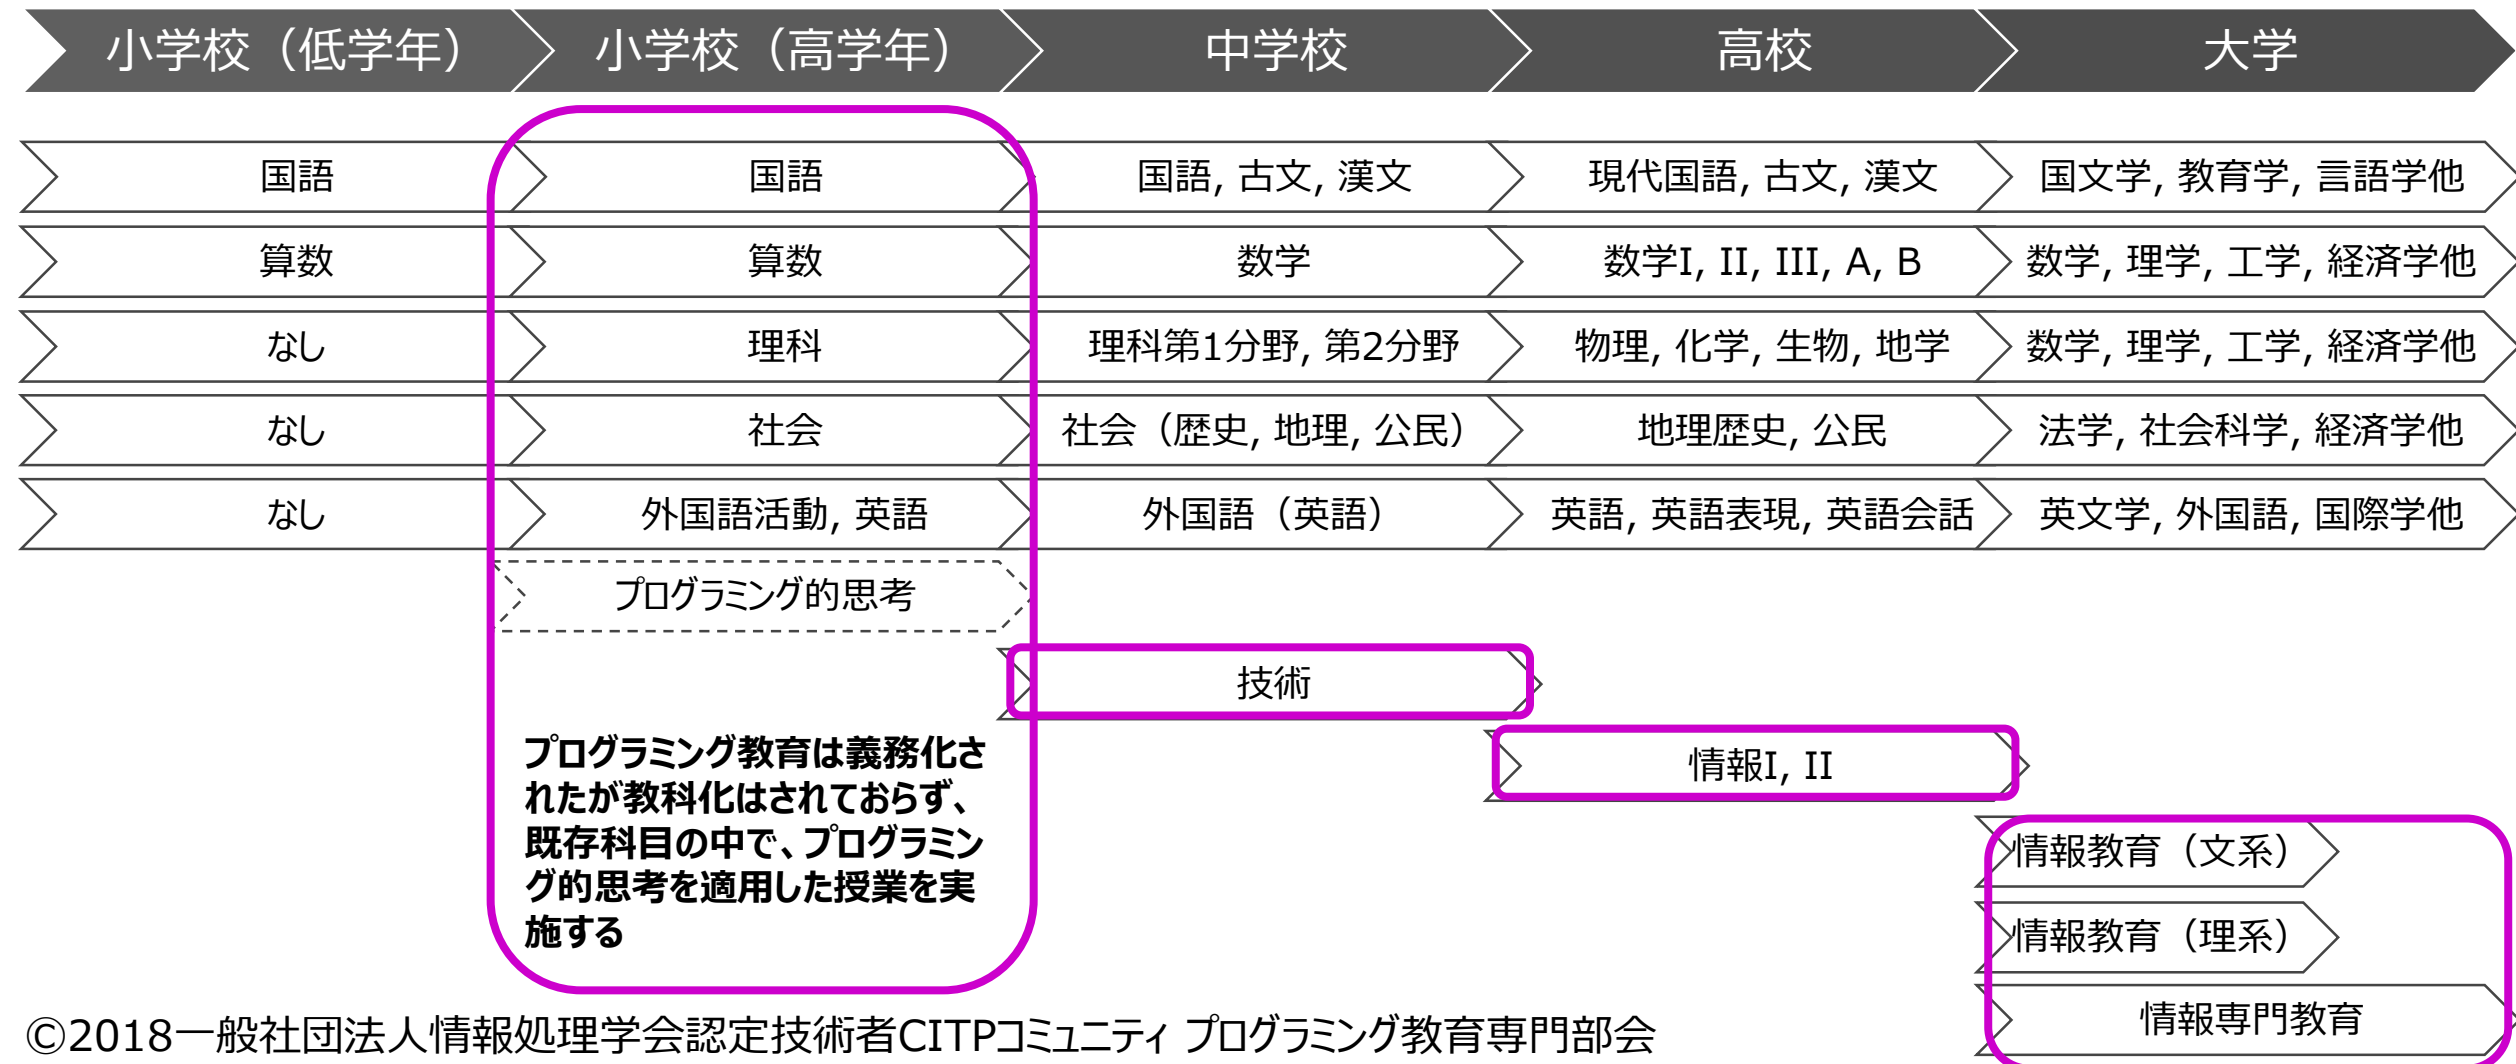 小学校（低学年） 小学校（高学年） 中学校 高校 大学
国語 国語 国語, 古文, 漢文 現代国語, 古文, 漢文 国文学, 教育学, 言語学他
算数 算数 数学 数学I, II, III, A, B 数学, 理学, 工学, 経済学他
なし 理科 理科第1分野, 第2分野 物理, 化学, 生物, 地学 数学, 理学, 工学, 経済学他
なし 社会 社会（歴史, 地理, 公民） 地理歴史, 公民 法学, 社会科学, 経済学他
なし 外国語活動, 英語 外国語（英語） 英語, 英語表現, 英語会話 英文学, 外国語, 国際学他
プログラミング的思考
技術
プログラミング教育は義務化さ
れたが教科化はされておらず、
既存科目の中で、プログラミン
グ的思考を適用した授業を実
施する
情報I, II
情報教育（文系）
情報教育（理系）
情報専門教育
©2018一般社団法人情報処理学会認定技術者CITPコミュニティ プログラミング教育専門部会